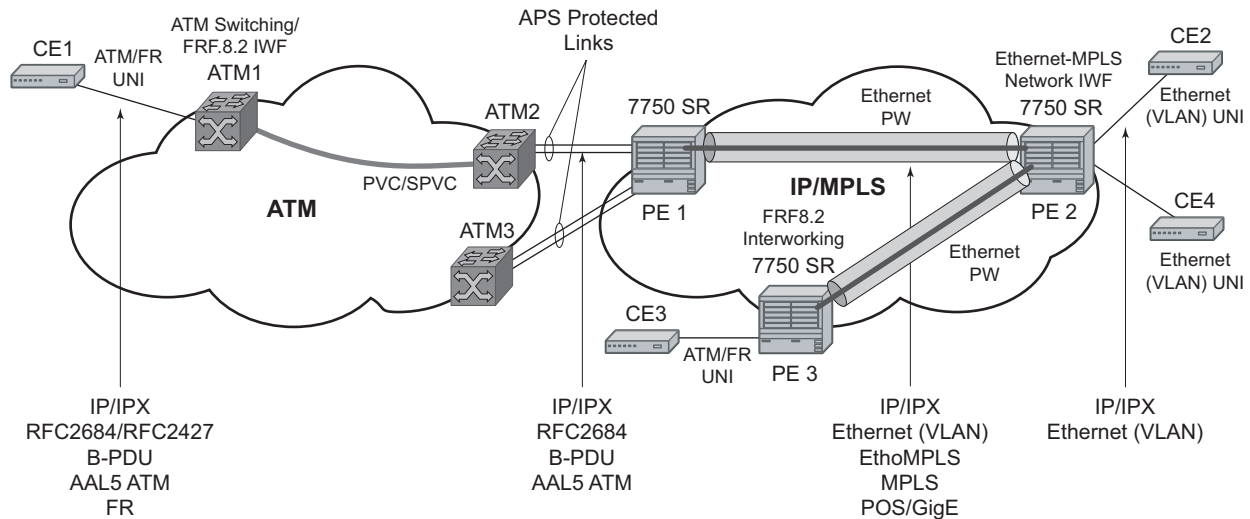 APS Protected
Links
ATM Switching/
FRF.8.2 IWF
CE1
ATM/FR
UNI
ATM1
ATM2
PVC/SPVC
ATM
ATM3
7750 SR
PE 1
Ethernet
PW
IP/MPLS
Ethernet-MPLS
Network IWF
7750 SR
PE 2
CE2
Ethernet
(VLAN) UNI
CE4
Ethernet
(VLAN) UNI
FRF8.2
Interworking
7750 SR
Ethernet
PW
CE3
ATM/FR
UNI
PE 3
IP/IPX
RFC2684/RFC2427
B-PDU
AAL5 ATM
FR
IP/IPX
RFC2684
B-PDU
AAL5 ATM
IP/IPX
Ethernet (VLAN)
EthoMPLS
MPLS
POS/GigE
IP/IPX
Ethernet (VLAN)